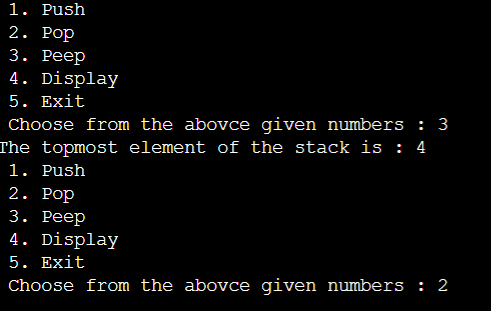 1. Push
2. Pop
3. Peep
4. Display
5. Exit
Choose from the abovce given numbers : 3
The topmost element of the stack is : 4
1. Push
2. Pop
3. Peep
4. Display
5. Exit
Choose from the abovce given numbers : 2